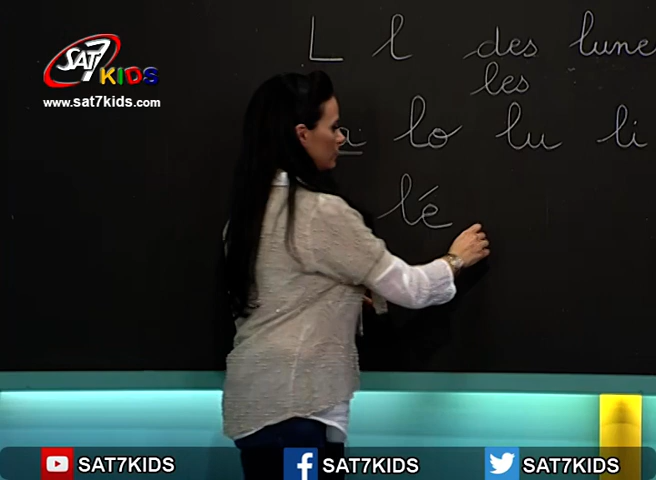 SAT7 KIDS
www.sat7kids.com
L l des lune
les
lo lu li
lé
SAT7KIDS SAT7KIDS SAT7KIDS